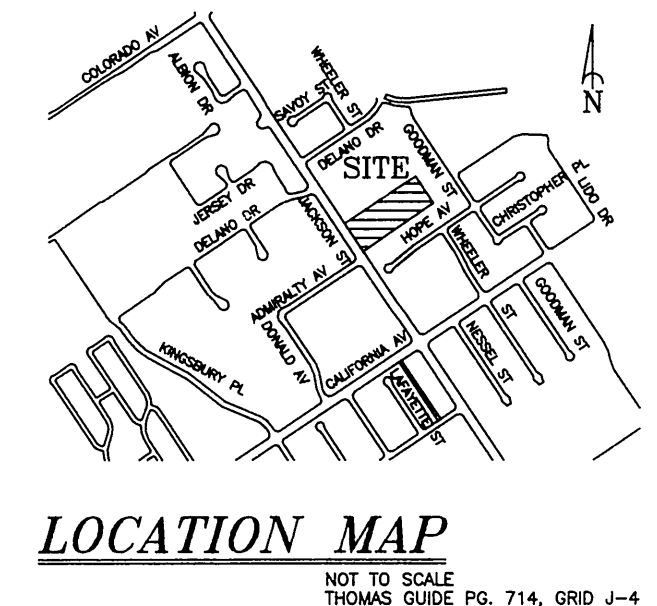 COLORADO AV
ALBION DR
WHEELER ST
SAVOY ST
N
DELANO DR
GOODMAN ST
SITE
CHRISTOPHER PL
LIDO DR
JERSEY DR
JACKSON ST
HOPE AV
DELANO DR
WHEELER ST
ADMIRALTY AV
GOODMAN ST
DONALD AV
CALIFORNIA AV
NESSEL ST
KINGSBURY PL
LAFAYETTE ST
LOCATION MAP
NOT TO SCALE
THOMAS GUIDE PG. 714, GRID J-4